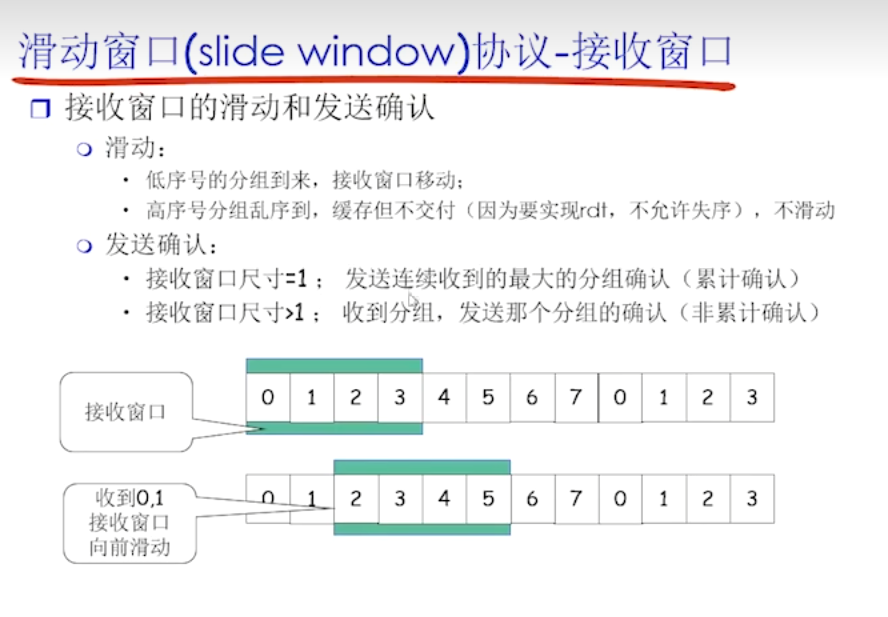 滑动窗口(slide window)协议-接收窗口
接收窗口的滑动和发送确认
滑动：
• 低序号的分组到来，接收窗口移动；
• 高序号分组乱序到，缓存但不交付（因为要实现rdt，不允许失序），不滑动
发送确认：
• 接收窗口尺寸=1； 发送连续收到的最大的分组确认（累计确认）
• 接收窗口尺寸>1； 收到分组，发送那个分组的确认（非累计确认）
接收窗口
0 1 2 3 4 5 6 7 0 1 2 3
收到0,1
接收窗口
向前滑动
0 1 2 3 4 5 6 7 0 1 2 3